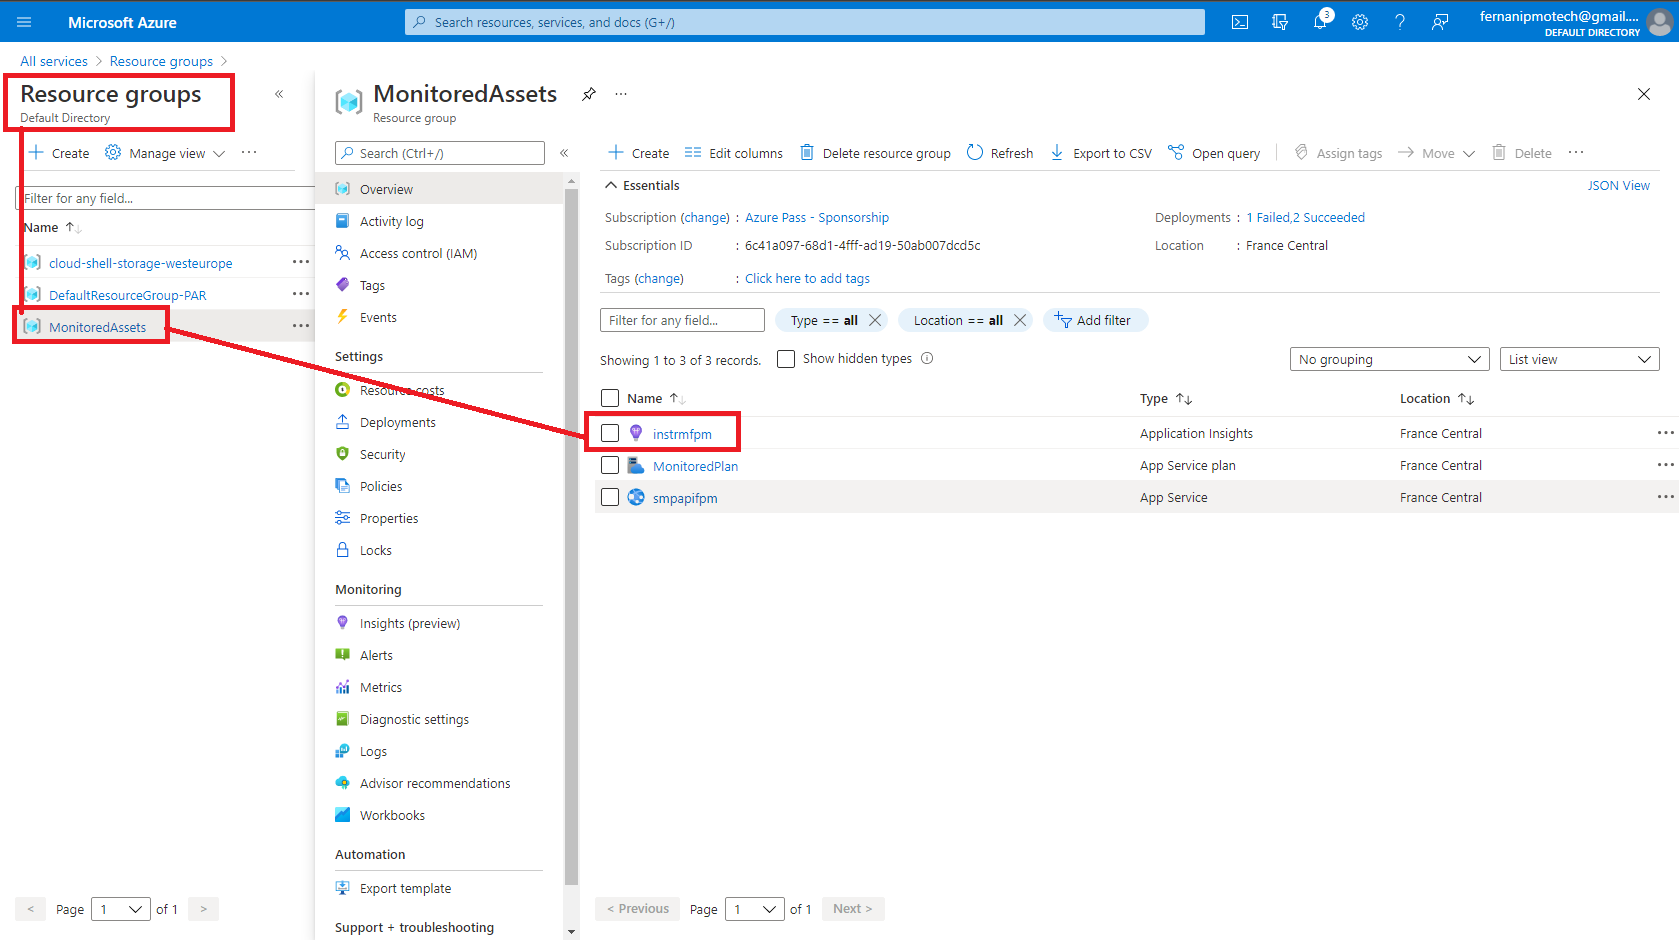 Microsoft Azure
Search resources, services, and docs (G+/)
3
fernanipmotech@gmail....
DEFAULT DIRECTORY
All services > Resource groups >
Resource groups
Default Directory
«
+ Create Manage view ···
Filter for any field...
Name ↑↓
cloud-shell-storage-westeurope ···
DefaultResourceGroup-PAR ···
MonitoredAssets ···
< Page 1 of 1 >
MonitoredAssets ···
Resource group
Search (Ctrl+/) «
Overview
Activity log
Access control (IAM)
Tags
Events
Settings
Resource costs
Deployments
Security
Policies
Properties
Locks
Monitoring
Insights (preview)
Alerts
Metrics
Diagnostic settings
Logs
Advisor recommendations
Workbooks
Automation
Export template
Support + troubleshooting
+ Create Edit columns Delete resource group Refresh Export to CSV Open query Assign tags Move Delete ···
Essentials JSON View
Subscription (change) : Azure Pass - Sponsorship Deployments : 1 Failed,2 Succeeded
Subscription ID : 6c41a097-68d1-4fff-ad19-50ab007dcd5c Location : France Central
Tags (change) : Click here to add tags
Filter for any field... Type == all Location == all Add filter
Showing 1 to 3 of 3 records. Show hidden types No grouping List view
Name ↑↓ Type ↑↓ Location ↑↓
instrmfpm Application Insights France Central ···
MonitoredPlan App Service plan France Central ···
smpapifpm App Service France Central ···
< Previous Page 1 of 1 Next >